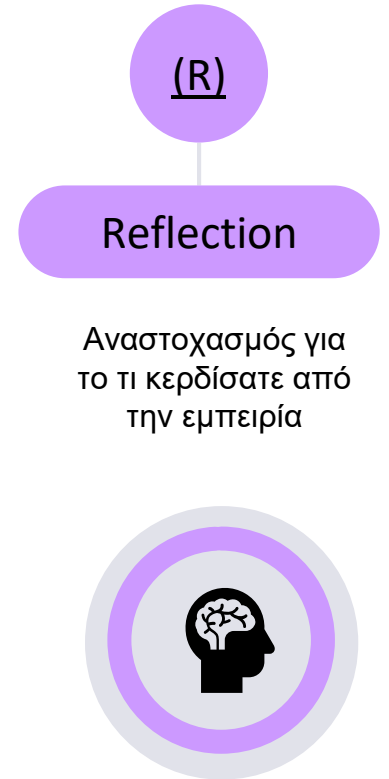 (R)
Reflection
Αναστοχασμός για
το τι κερδίσατε από
την εμπειρία